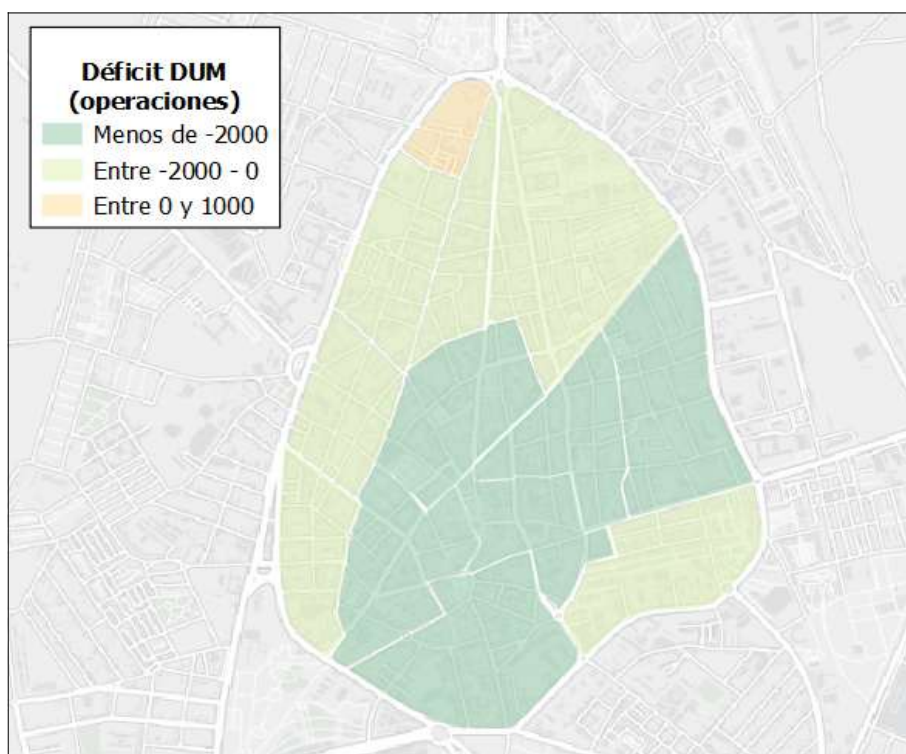 Déficit DUM
(operaciones)
Menos de -2000
Entre -2000 - 0
Entre 0 y 1000